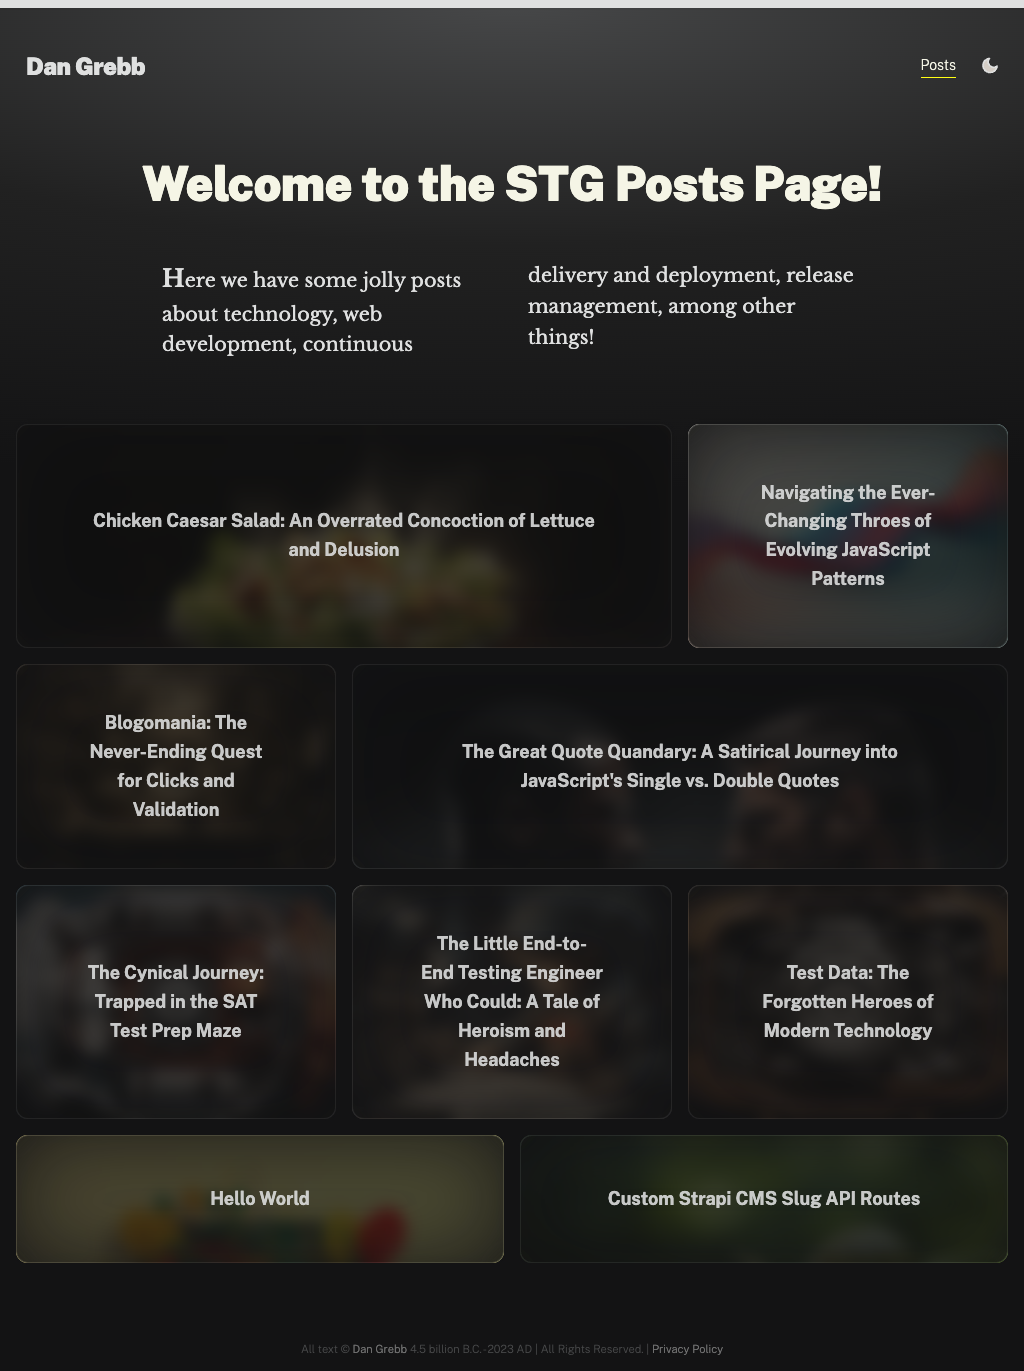 Dan Grebb
Posts
Welcome to the STG Posts Page!
Here we have some jolly posts
about technology, web
development, continuous
delivery and deployment, release
management, among other
things!
Chicken Caesar Salad: An Overrated Concoction of Lettuce
and Delusion
Navigating the Ever-
Changing Throes of
Evolving JavaScript
Patterns
Blogomania: The
Never-Ending Quest
for Clicks and
Validation
The Great Quote Quandary: A Satirical Journey into
JavaScript's Single vs. Double Quotes
The Cynical Journey:
Trapped in the SAT
Test Prep Maze
The Little End-to-
End Testing Engineer
Who Could: A Tale of
Heroism and
Headaches
Test Data: The
Forgotten Heroes of
Modern Technology
Hello World
Custom Strapi CMS Slug API Routes
All text © Dan Grebb 4.5 billion B.C.-2023 AD | All Rights Reserved. | Privacy Policy